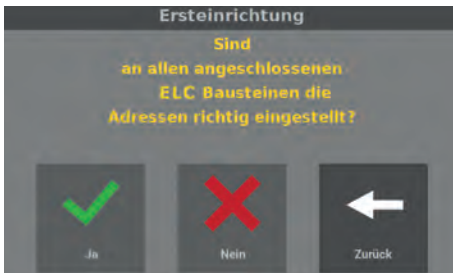 Ersteinrichtung
Sind
an allen angeschlossenen
ELC Bausteinen die
Adressen richtig eingestellt?
Ja
Nein
Zurück